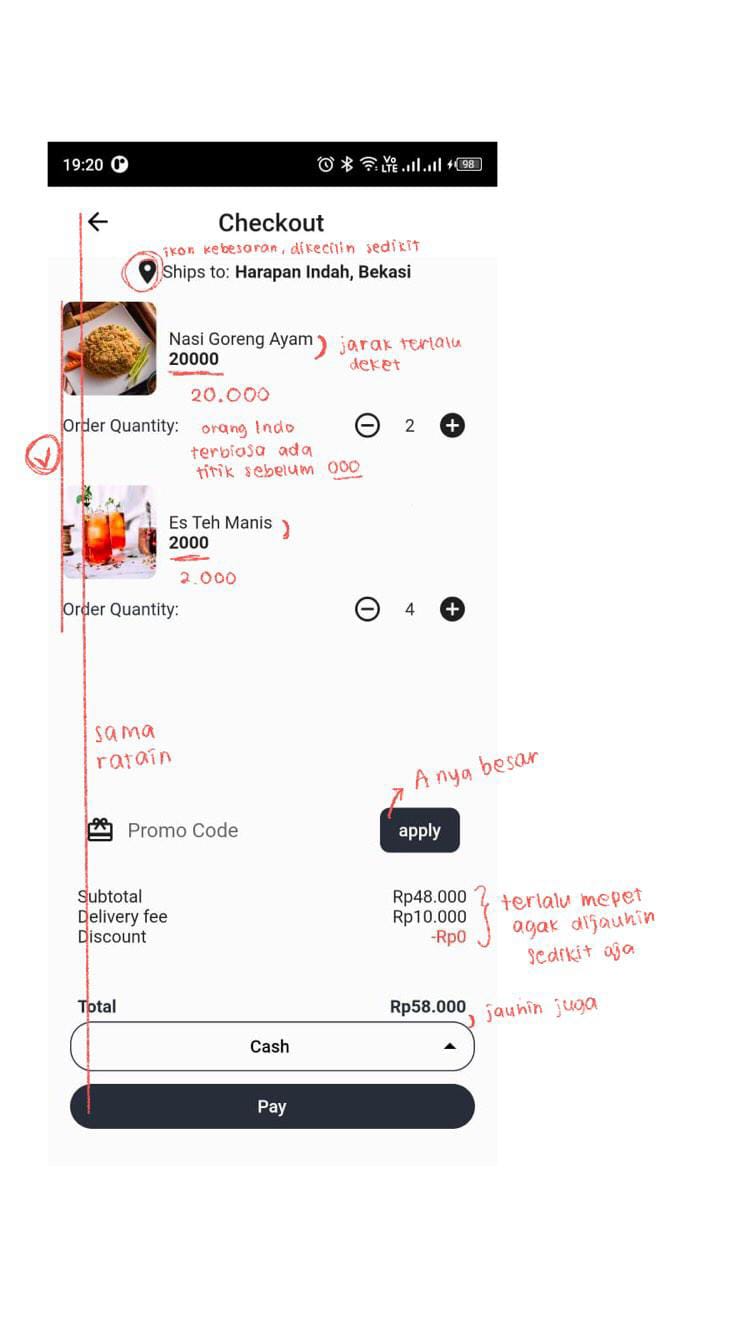 19:20
Vo LTE 98
Checkout
ikon kebesaran, dikecilin sedikit
Ships to: Harapan Indah, Bekasi
Nasi Goreng Ayam
20000
jarak terlalu
deket
20.000
Order Quantity:
2
orang Indo
terbiasa ada
titik sebelum 000
Es Teh Manis
2000
2.000
Order Quantity:
4
sama
ratain
A nya besar
Promo Code
apply
Subtotal Rp48.000
Delivery fee Rp10.000
Discount -Rp0
terlalu mepet
agak dijauhin
sedikit aja
Total Rp58.000
jauhin juga
Cash
Pay